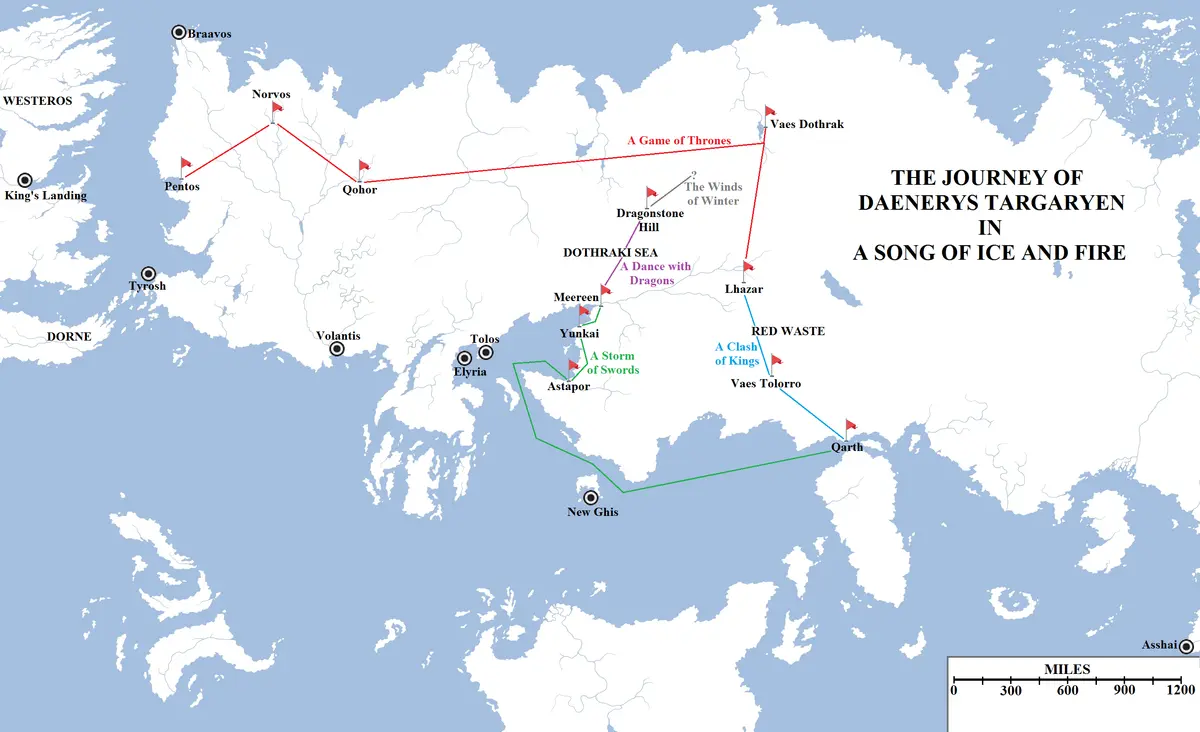 Braavos
Norvos
WESTEROS
A Game of Thrones
Vaes Dothrak
Pentos
Qohor
King's Landing
THE JOURNEY OF
DAENERYS TARGARYEN
IN
A SONG OF ICE AND FIRE
?
The Winds
of Winter
Dragonstone
Hill
DOTHRAKI SEA
A Dance with
Dragons
Tyrosh
Lhazar
Meereen
DORNE
Volantis
Tolos
Yunkai
RED WASTE
A Clash
of Kings
Elyria
A Storm
of Swords
Astapor
Vaes Tolorro
Qarth
New Ghis
Asshai
MILES
0 300 600 900 1200